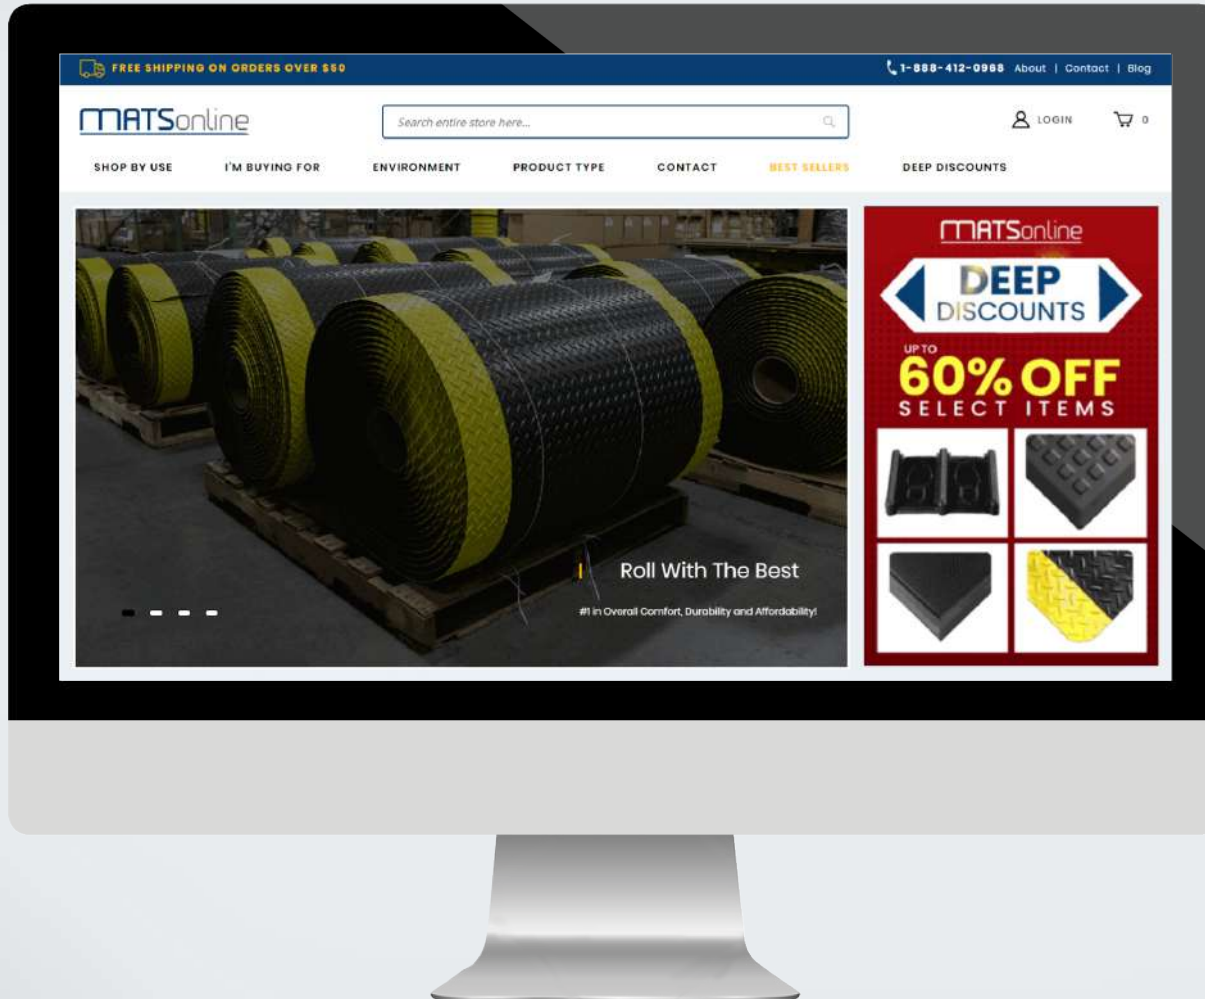 FREE SHIPPING ON ORDERS OVER $50
1-888-412-0968 About | Contact | Blog
MATSonline
Search entire store here...
LOGIN
0
SHOP BY USE I'M BUYING FOR ENVIRONMENT PRODUCT TYPE CONTACT BEST SELLERS DEEP DISCOUNTS
Roll With The Best
#1 in Overall Comfort, Durability and Affordability!
MATSonline
DEEP
DISCOUNTS
UP TO
60% OFF
SELECT ITEMS